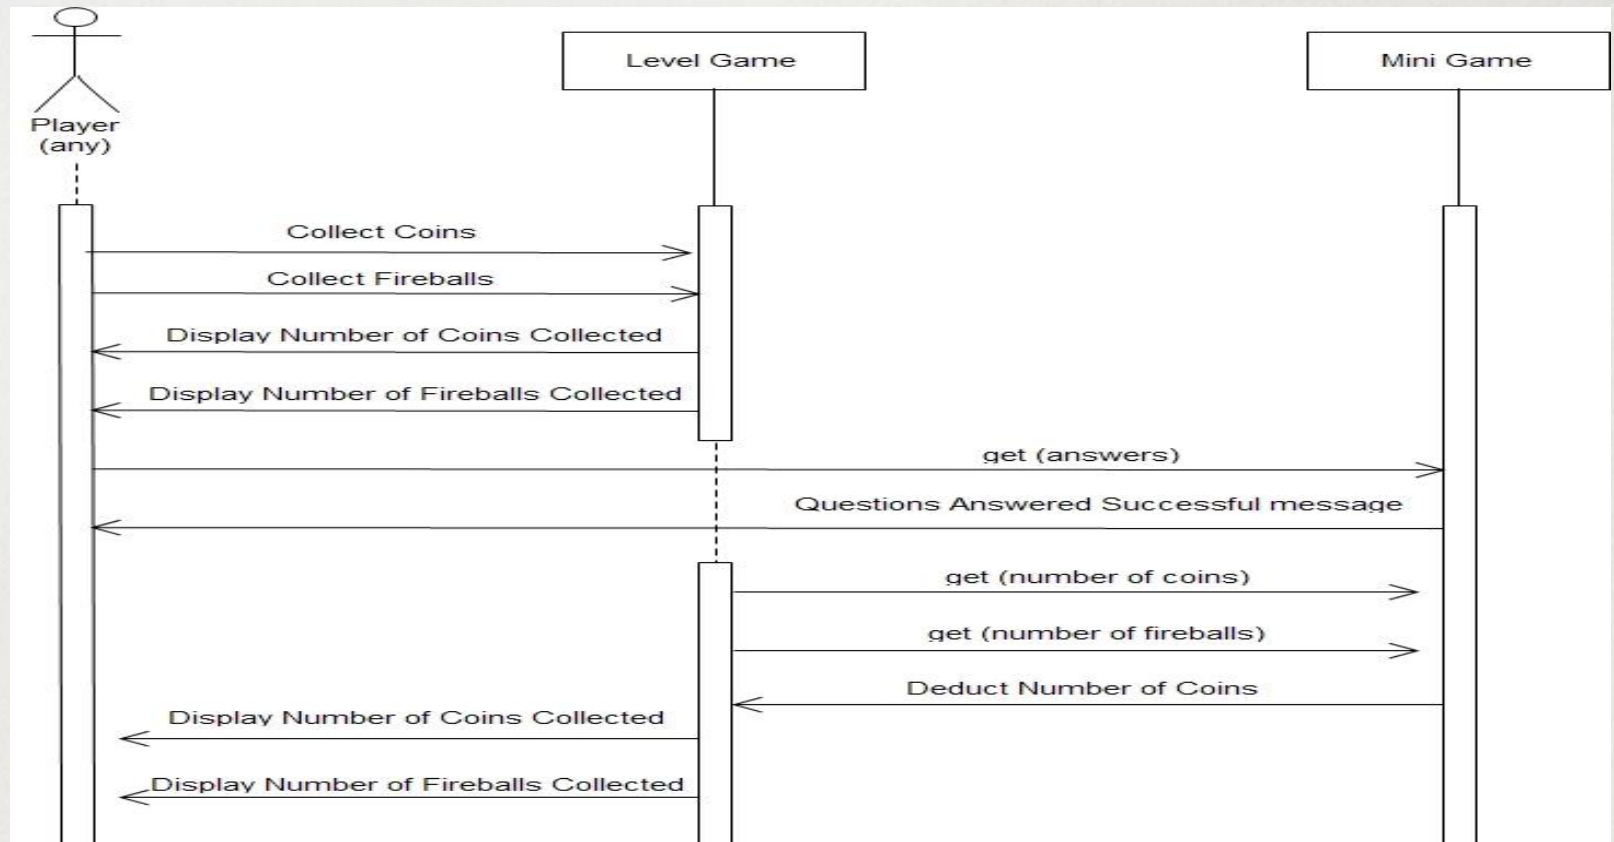 Level Game
Mini Game
Player
(any)
Collect Coins
Collect Fireballs
Display Number of Coins Collected
Display Number of Fireballs Collected
get (answers)
Questions Answered Successful message
get (number of coins)
get (number of fireballs)
Deduct Number of Coins
Display Number of Coins Collected
Display Number of Fireballs Collected